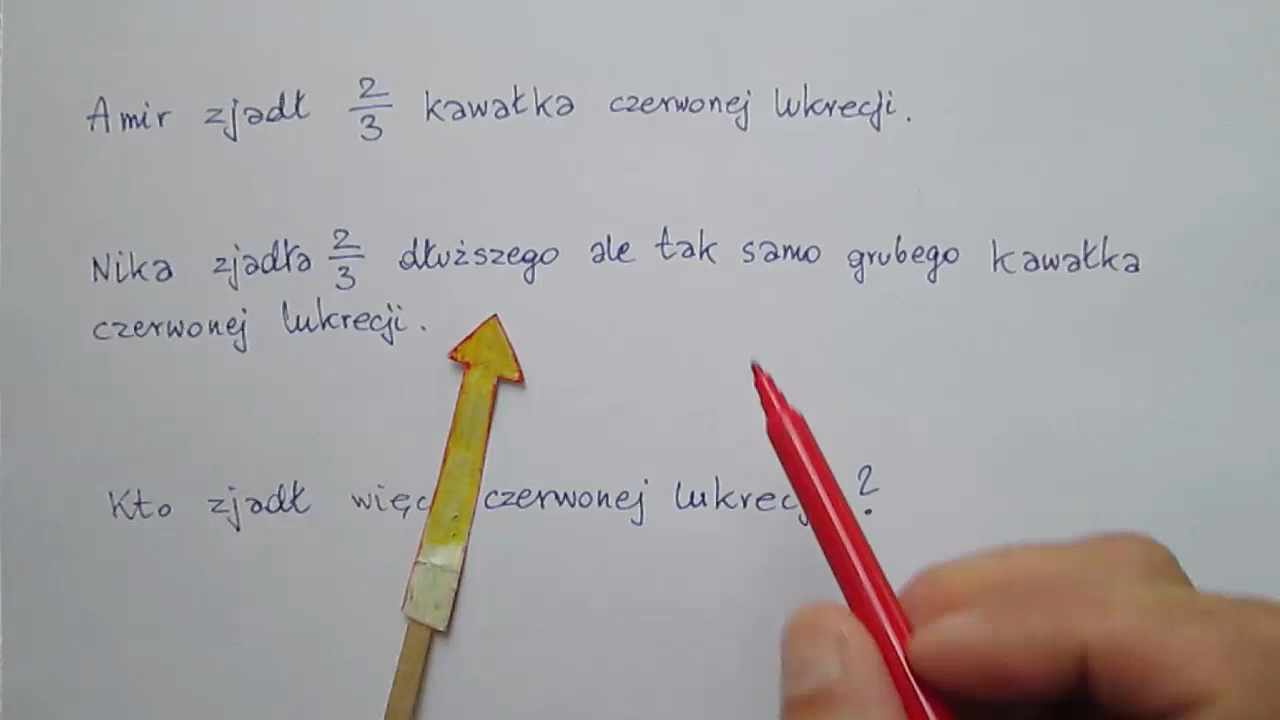 Amir zjadł 2/3 kawałka czerwonej lukrecji.
Nika zjadła 2/3 dłuższego ale tak samo grubego kawałka
czerwonej lukrecji.
Kto zjadł czerwonej ?